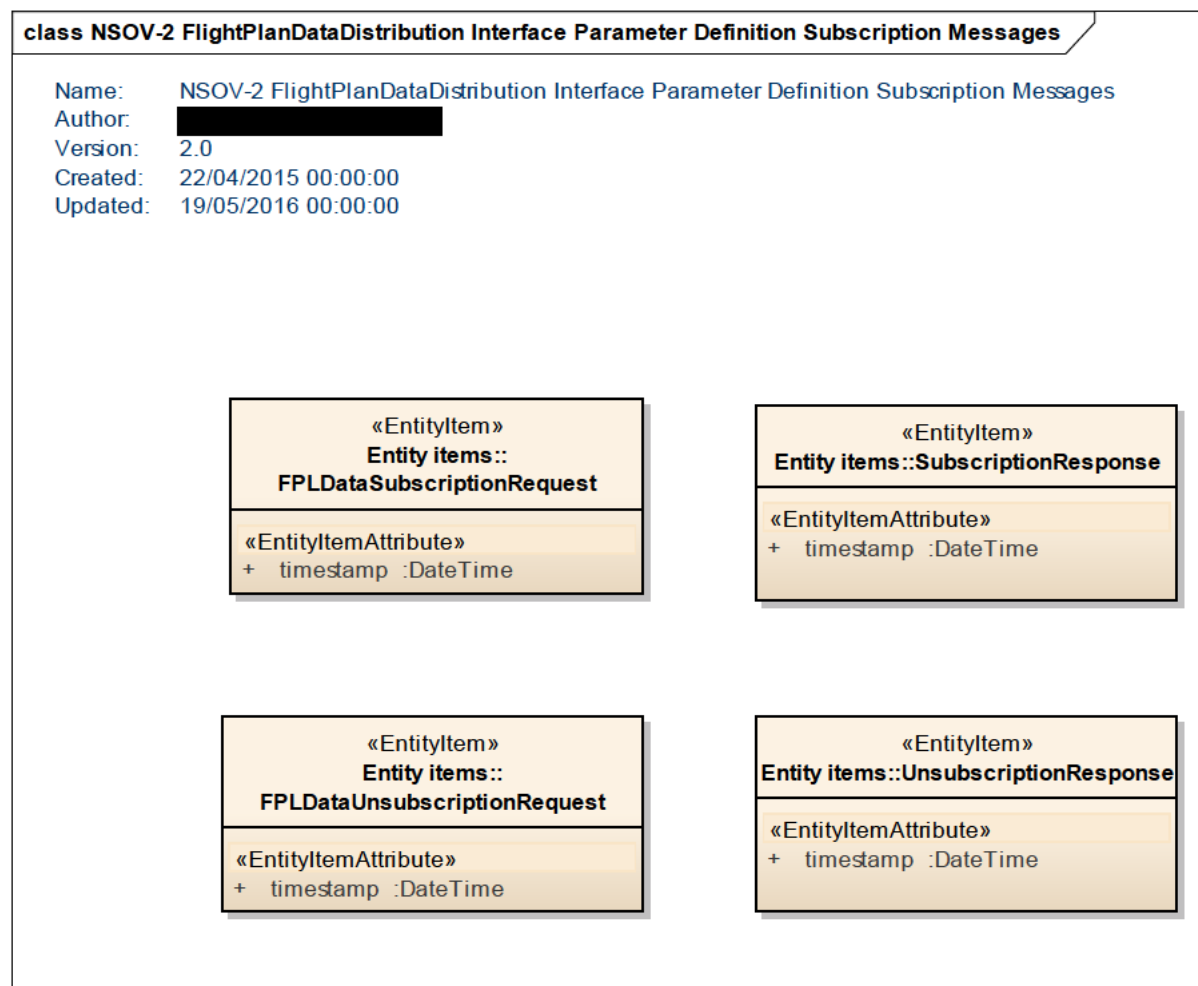 class NSOV-2 FlightPlanDataDistribution Interface Parameter Definition Subscription Messages
Name: NSOV-2 FlightPlanDataDistribution Interface Parameter Definition Subscription Messages
Author:
Version: 2.0
Created: 22/04/2015 00:00:00
Updated: 19/05/2016 00:00:00
«EntityItem»
Entity items::
FPLDataSubscriptionRequest
«EntityItemAttribute»
+ timestamp :DateTime
«EntityItem»
Entity items::SubscriptionResponse
«EntityItemAttribute»
+ timestamp :DateTime
«EntityItem»
Entity items::
FPLDataUnsubscriptionRequest
«EntityItemAttribute»
+ timestamp :DateTime
«EntityItem»
Entity items::UnsubscriptionResponse
«EntityItemAttribute»
+ timestamp :DateTime